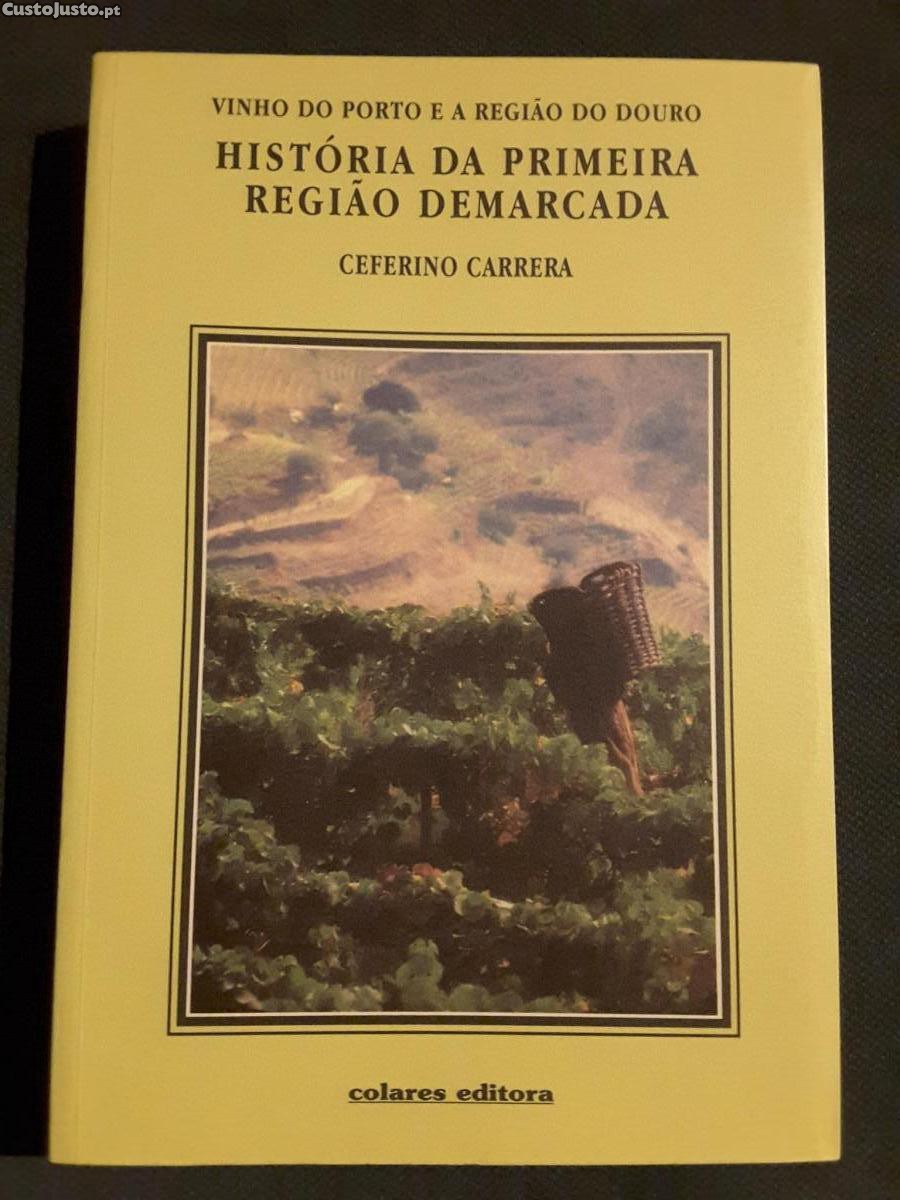 CustoJusto.pt
VINHO DO PORTO E A REGIÃO DO DOURO
HISTÓRIA DA PRIMEIRA
REGIÃO DEMARCADA
CEFERINO CARRERA
colares editora